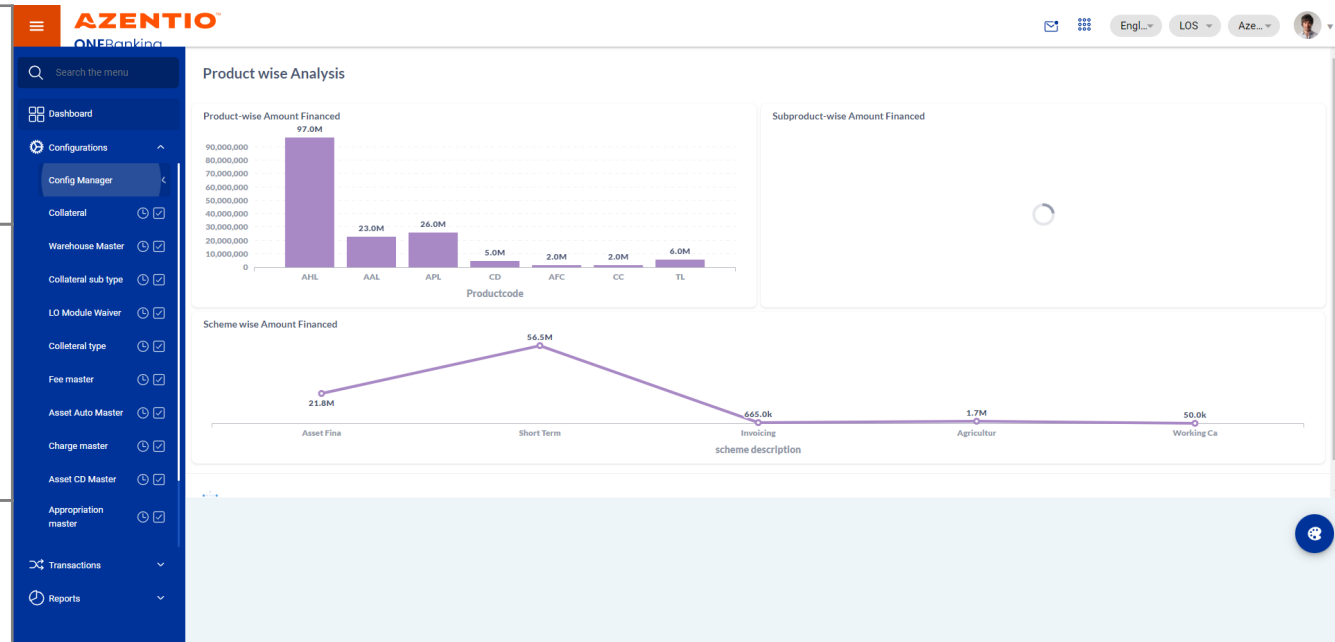 AZENTIO
ONEBanking
Engl...
LOS
Aze...
Search the menu
Dashboard
Configurations
Config Manager
Collateral
Warehouse Master
Collateral sub type
LO Module Waiver
Colleteral type
Fee master
Asset Auto Master
Charge master
Asset CD Master
Appropriation
master
Transactions
Reports
Product wise Analysis
Product-wise Amount Financed
97.0M
90,000,000
80,000,000
70,000,000
60,000,000
50,000,000
40,000,000
30,000,000
20,000,000
10,000,000
0
23.0M
26.0M
5.0M
2.0M
2.0M
6.0M
AHL AAL APL CD AFC CC TL
Productcode
Subproduct-wise Amount Financed
Scheme wise Amount Financed
56.5M
21.8M
665.0k
1.7M
50.0k
Asset Fina Short Term Invoicing Agricultur Working Ca
scheme description